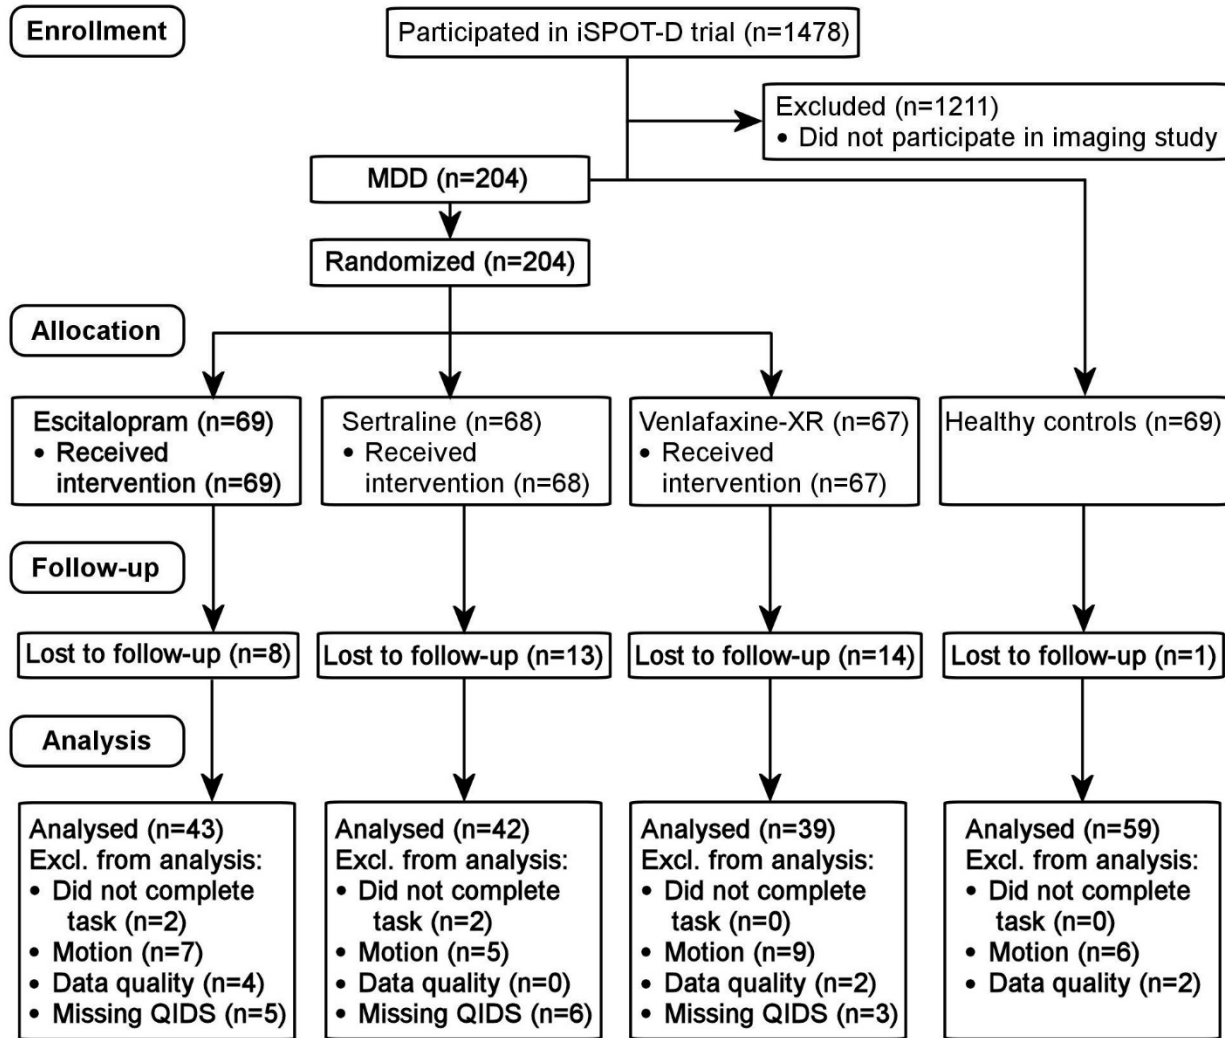 Enrollment
Participated in iSPOT-D trial (n=1478)
Excluded (n=1211)
• Did not participate in imaging study
MDD (n=204)
Randomized (n=204)
Allocation
Escitalopram (n=69)
• Received
intervention (n=69)
Sertraline (n=68)
• Received
intervention (n=68)
Venlafaxine-XR (n=67)
• Received
intervention (n=67)
Healthy controls (n=69)
Follow-up
Lost to follow-up (n=8)
Lost to follow-up (n=13)
Lost to follow-up (n=14)
Lost to follow-up (n=1)
Analysis
Analysed (n=43)
Excl. from analysis:
• Did not complete
task (n=2)
• Motion (n=7)
• Data quality (n=4)
• Missing QIDS (n=5)
Analysed (n=42)
Excl. from analysis:
• Did not complete
task (n=2)
• Motion (n=5)
• Data quality (n=0)
• Missing QIDS (n=6)
Analysed (n=39)
Excl. from analysis:
• Did not complete
task (n=0)
• Motion (n=9)
• Data quality (n=2)
• Missing QIDS (n=3)
Analysed (n=59)
Excl. from analysis:
• Did not complete
task (n=0)
• Motion (n=6)
• Data quality (n=2)